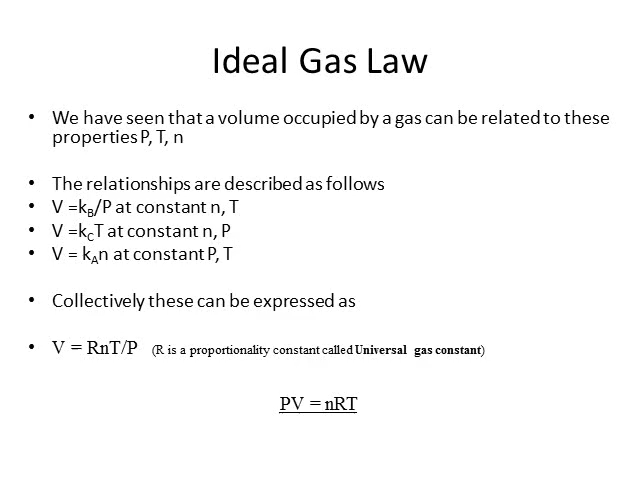 Ideal Gas Law
• We have seen that a volume occupied by a gas can be related to these
properties P, T, n
• The relationships are described as follows
• V =k_B/P at constant n, T
• V =k_CT at constant n, P
• V = k_An at constant P, T
• Collectively these can be expressed as
• V = RnT/P (R is a proportionality constant called Universal gas constant)
PV = nRT